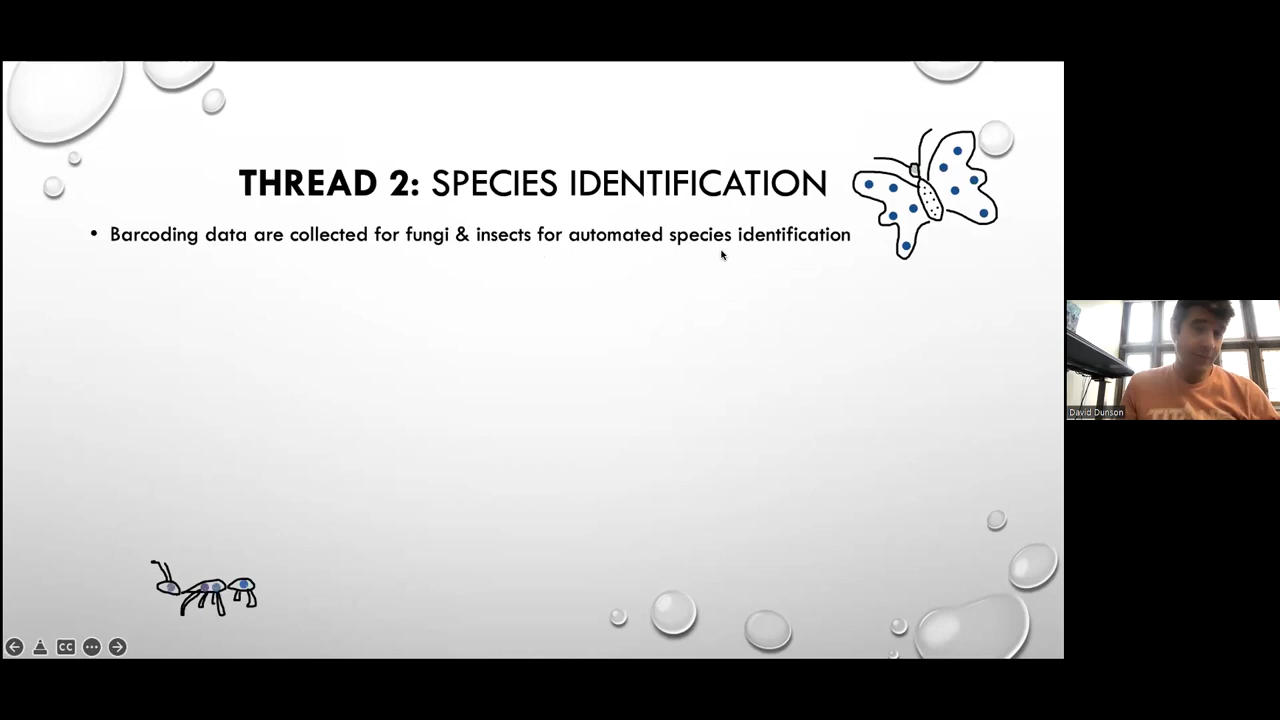 THREAD 2: SPECIES IDENTIFICATION
• Barcoding data are collected for fungi & insects for automated species identification
David Dunson
CC